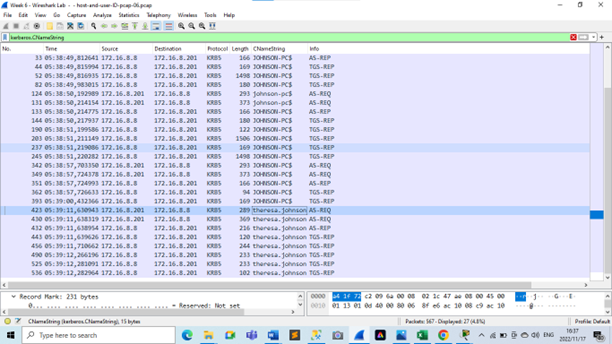 Week 6 - Wireshark Lab - host-and-user-ID-pcap-06.pcap
File Edit View Go Capture Analyze Statistics Telephony Wireless Tools Help
kerberos.CNameString
No. Time Source Destination Protocol Length CNameString Info
33 05:38:49,812641 172.16.8.8 172.16.8.201 KRB5 166 JOHNSON-PC$ AS-REP
44 05:38:49,815994 172.16.8.8 172.16.8.201 KRB5 169 JOHNSON-PC$ TGS-REP
52 05:38:49,816935 172.16.8.8 172.16.8.201 KRB5 1498 JOHNSON-PC$ TGS-REP
82 05:38:49,983015 172.16.8.8 172.16.8.201 KRB5 180 JOHNSON-PC$ TGS-REP
124 05:38:50,192989 172.16.8.201 172.16.8.8 KRB5 293 johnson-pc$ AS-REQ
131 05:38:50,214154 172.16.8.201 172.16.8.8 KRB5 373 johnson-pc$ AS-REQ
133 05:38:50,214775 172.16.8.8 172.16.8.201 KRB5 166 JOHNSON-PC$ AS-REP
144 05:38:50,217937 172.16.8.8 172.16.8.201 KRB5 180 JOHNSON-PC$ TGS-REP
190 05:38:51,199586 172.16.8.8 172.16.8.201 KRB5 122 JOHNSON-PC$ TGS-REP
203 05:38:51,211149 172.16.8.8 172.16.8.201 KRB5 1506 JOHNSON-PC$ TGS-REP
237 05:38:51,219086 172.16.8.8 172.16.8.201 KRB5 169 JOHNSON-PC$ TGS-REP
245 05:38:51,220282 172.16.8.8 172.16.8.201 KRB5 1498 JOHNSON-PC$ TGS-REP
342 05:38:57,703350 172.16.8.201 172.16.8.8 KRB5 293 JOHNSON-PC$ AS-REQ
349 05:38:57,724378 172.16.8.201 172.16.8.8 KRB5 373 JOHNSON-PC$ AS-REQ
351 05:38:57,724993 172.16.8.8 172.16.8.201 KRB5 166 JOHNSON-PC$ AS-REP
362 05:38:57,726633 172.16.8.8 172.16.8.201 KRB5 94 JOHNSON-PC$ TGS-REP
393 05:39:00,432366 172.16.8.8 172.16.8.201 KRB5 169 JOHNSON-PC$ TGS-REP
423 05:39:11,630943 172.16.8.201 172.16.8.8 KRB5 289 theresa.johnson AS-REQ
430 05:39:11,638319 172.16.8.201 172.16.8.8 KRB5 369 theresa.johnson AS-REQ
432 05:39:11,638954 172.16.8.8 172.16.8.201 KRB5 216 theresa.johnson AS-REP
443 05:39:11,639626 172.16.8.8 172.16.8.201 KRB5 120 theresa.johnson TGS-REP
456 05:39:11,710662 172.16.8.8 172.16.8.201 KRB5 244 theresa.johnson TGS-REP
490 05:39:12,266196 172.16.8.8 172.16.8.201 KRB5 233 theresa.johnson TGS-REP
525 05:39:12,281091 172.16.8.8 172.16.8.201 KRB5 233 theresa.johnson TGS-REP
536 05:39:12,282964 172.16.8.8 172.16.8.201 KRB5 102 theresa.johnson TGS-REP
Record Mark: 231 bytes
0... .... .... .... .... .... .... .... = Reserved: Not set
0000 a4 1f 72 c2 09 6a 00 08 02 1c 47 ae 08 00 45 00
0010 01 13 01 0d 40 00 80 06 8f e6 ac 10 08 c9 ac 10
CNameString (kerberos.CNameString), 15 bytes
Packets: 567 · Displayed: 27 (4.8%)
Profile: Default
Type here to search
ENG
16:37
2022/11/17